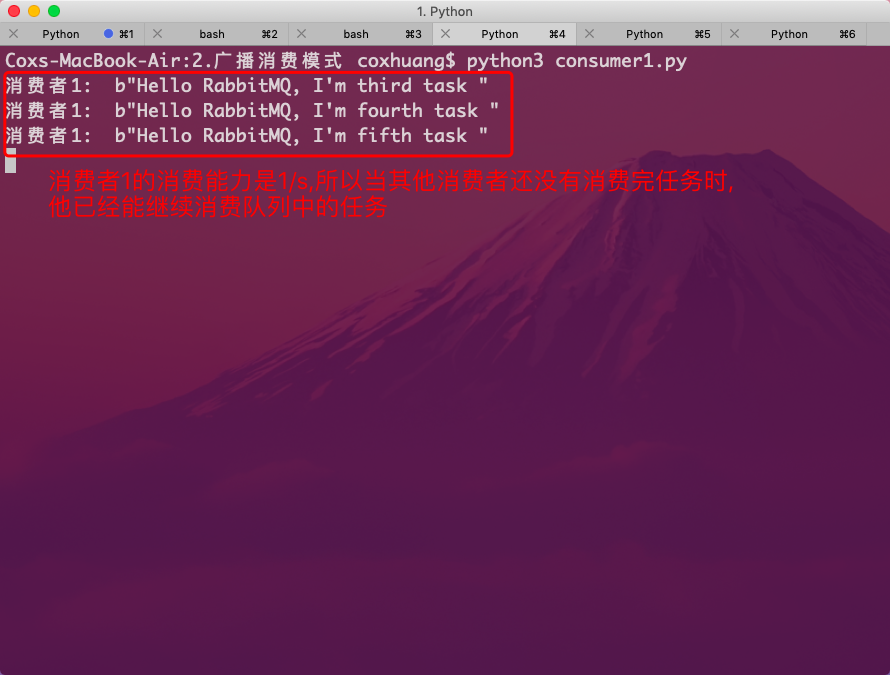 1. Python
Python ⌘1 bash ⌘2 bash ⌘3 Python ⌘4 Python ⌘5 Python ⌘6
Coxs-MacBook-Air:2.广播消费模式 coxhuang$ python3 consumer1.py
消费者1:  b"Hello RabbitMQ, I'm third task "
消费者1:  b"Hello RabbitMQ, I'm fourth task "
消费者1:  b"Hello RabbitMQ, I'm fifth task "
消费者1的消费能力是1/s,所以当其他消费者还没有消费完任务时,
他已经能继续消费队列中的任务